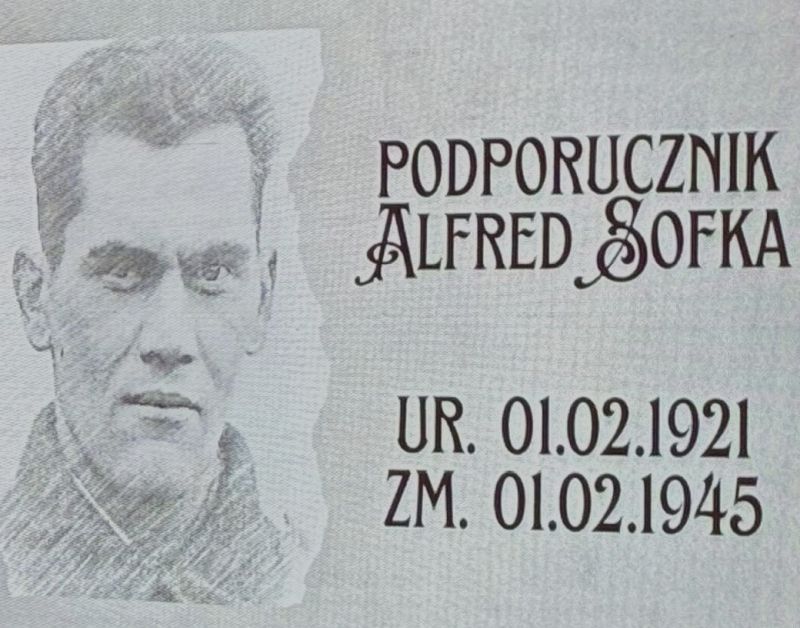 PODPORUCZNIK
ALFRED SOFKA
UR. 01.02.1921
ZM. 01.02.1945